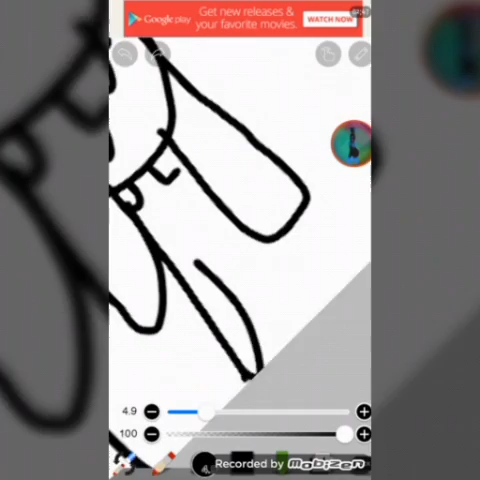 Google play
Get new releases &
your favorite movies.
WATCH NOW
4.9
100
Recorded by Mobizen